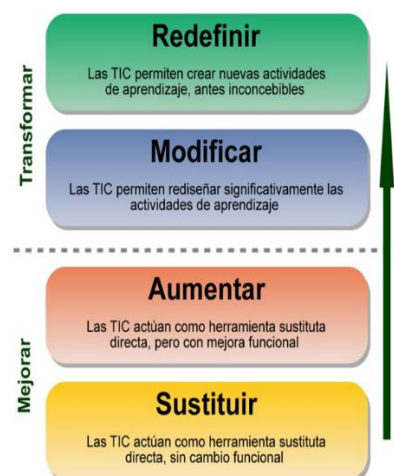 Transformar
Redefinir
Las TIC permiten crear nuevas actividades
de aprendizaje, antes inconcebibles
Modificar
Las TIC permiten rediseñar significativamente las
actividades de aprendizaje
Mejorar
Aumentar
Las TIC actúan como herramienta sustituta
directa, pero con mejora funcional
Sustituir
Las TIC actúan como herramienta sustituta
directa, sin cambio funcional